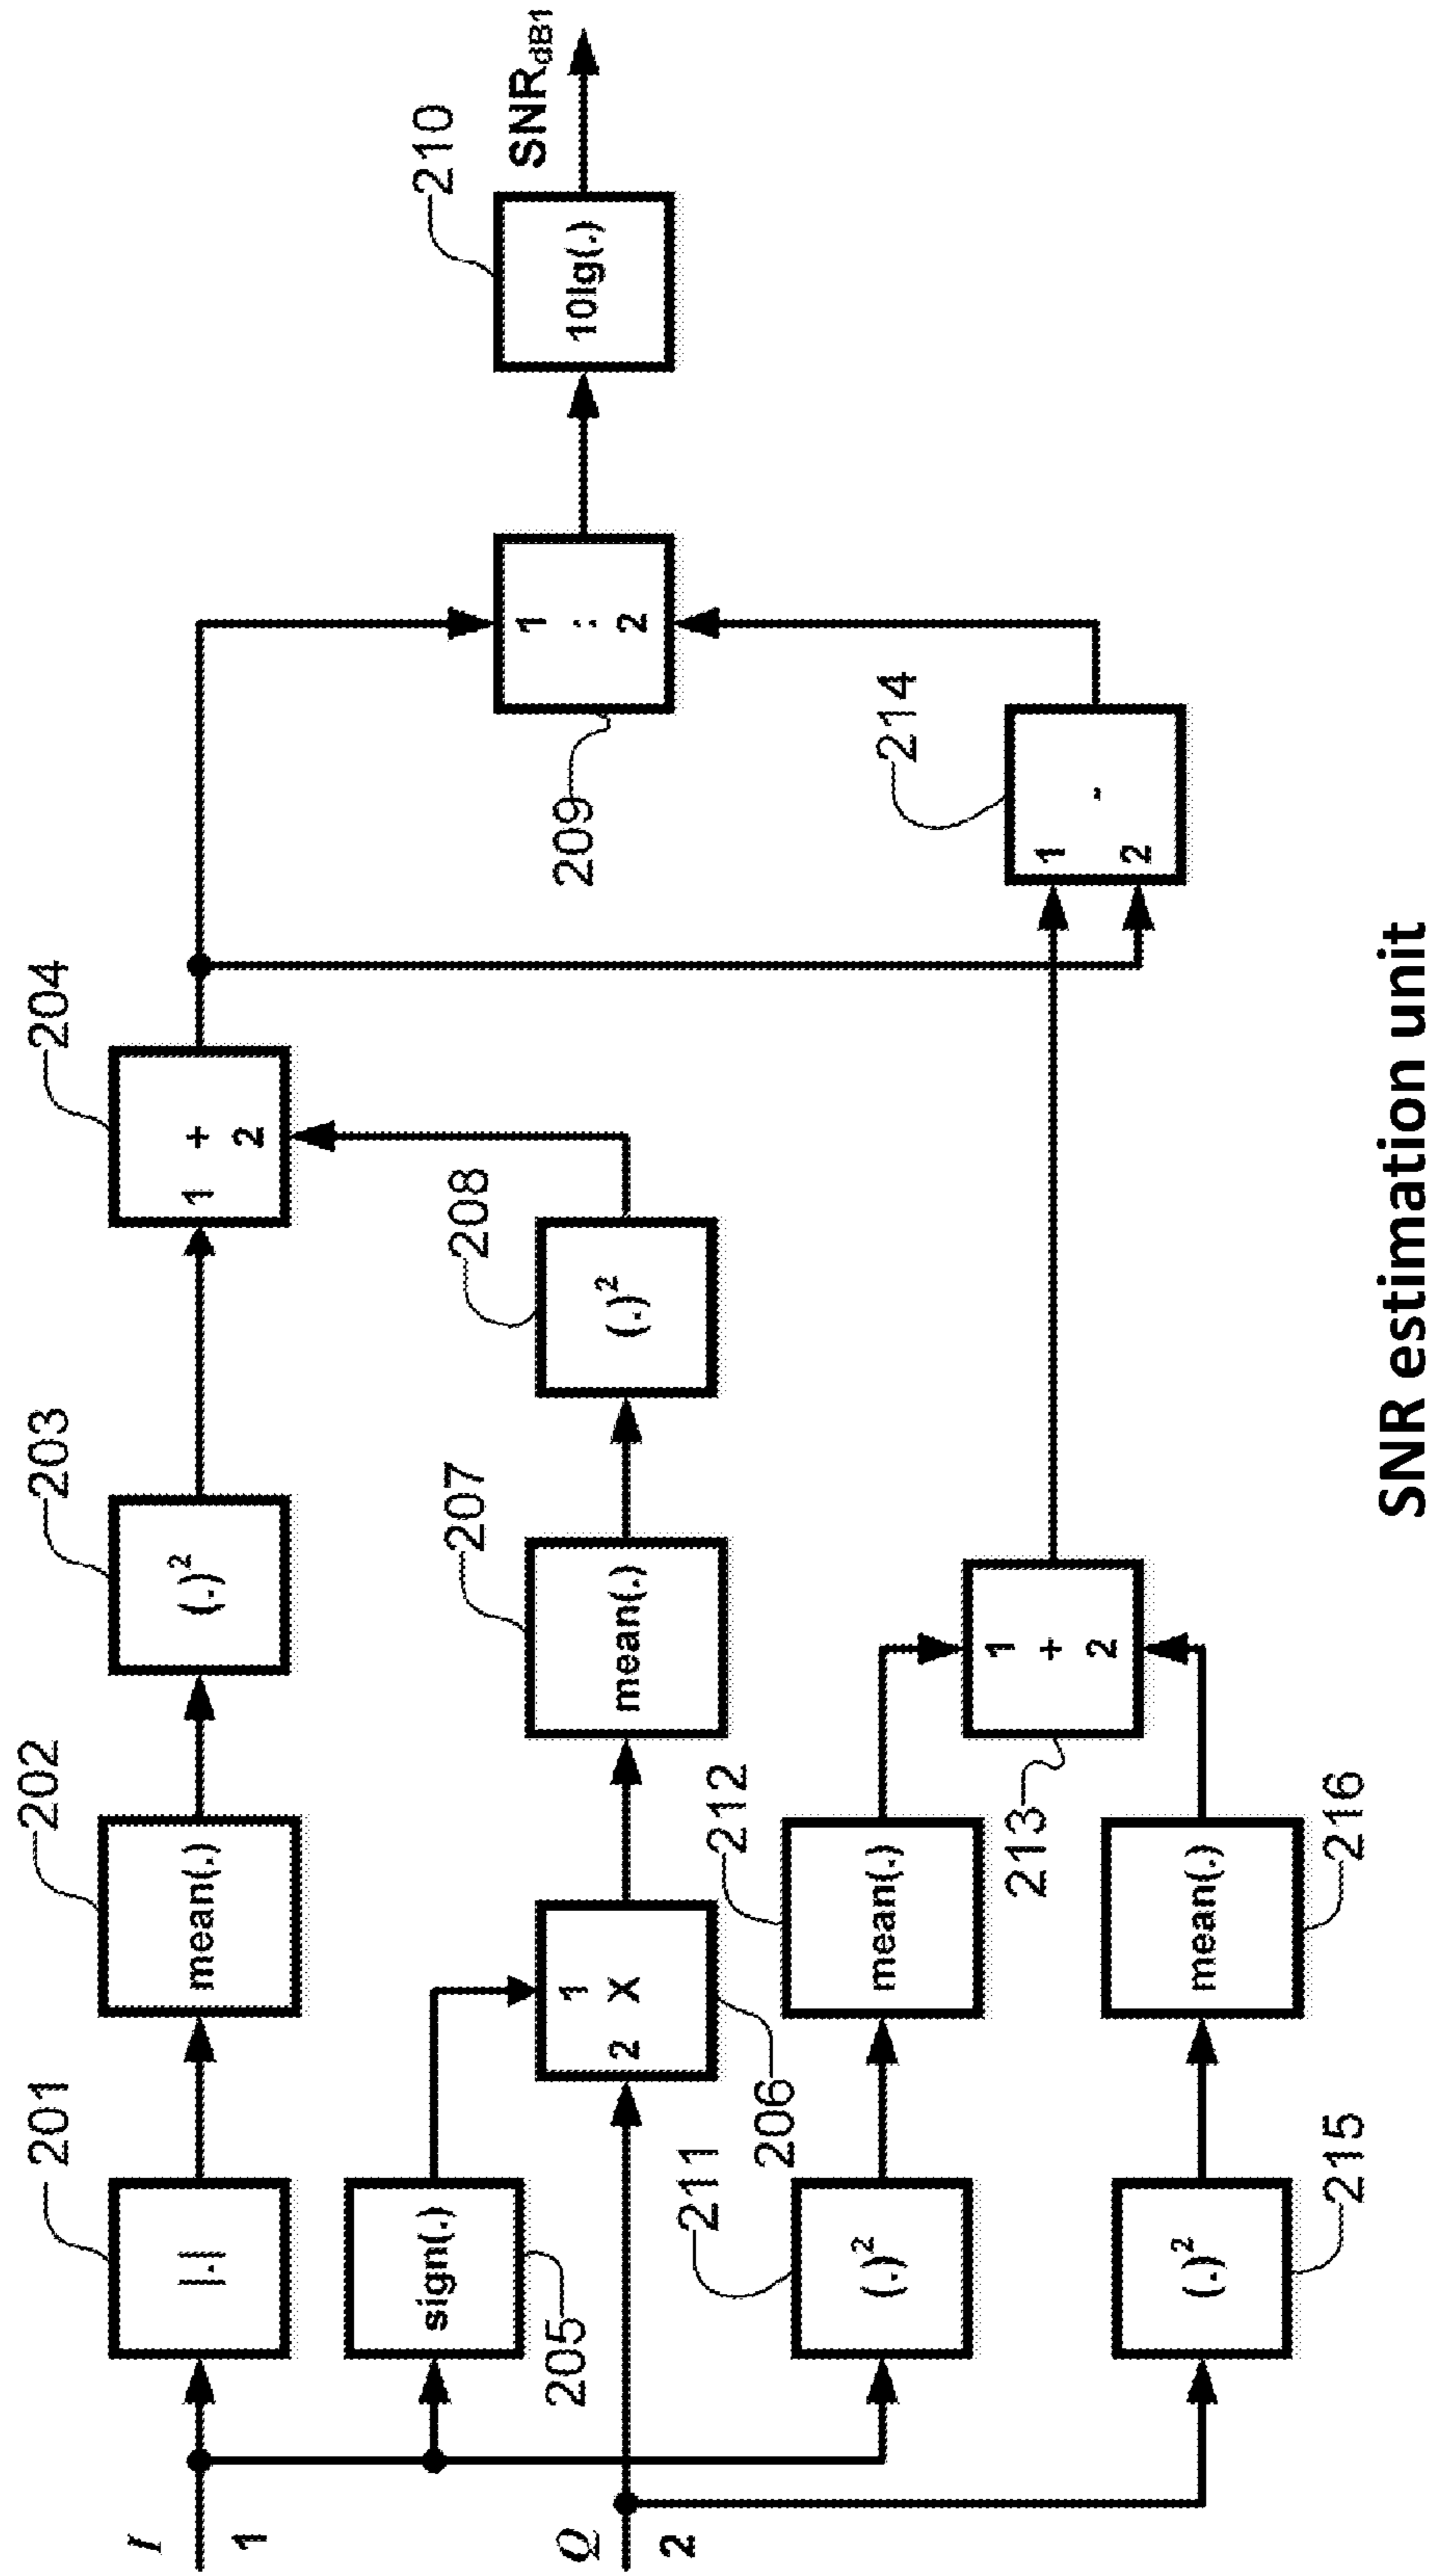 I
1
201
|.|
202
mean(.)
203
(.)²
204
1 + 2
205
sign(.)
Q
2
206
1
2 X
207
mean(.)
208
(.)²
209
1 : 2
210
10lg(.)
SNR dB1
211
(.)²
212
mean(.)
213
1 + 2
214
1 - 2
215
(.)²
216
mean(.)
SNR estimation unit